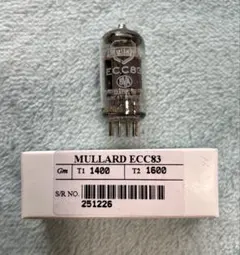 ECC83
MULLARD ECC83
Gm T1 1400 T2 1600
S/R NO.
251226